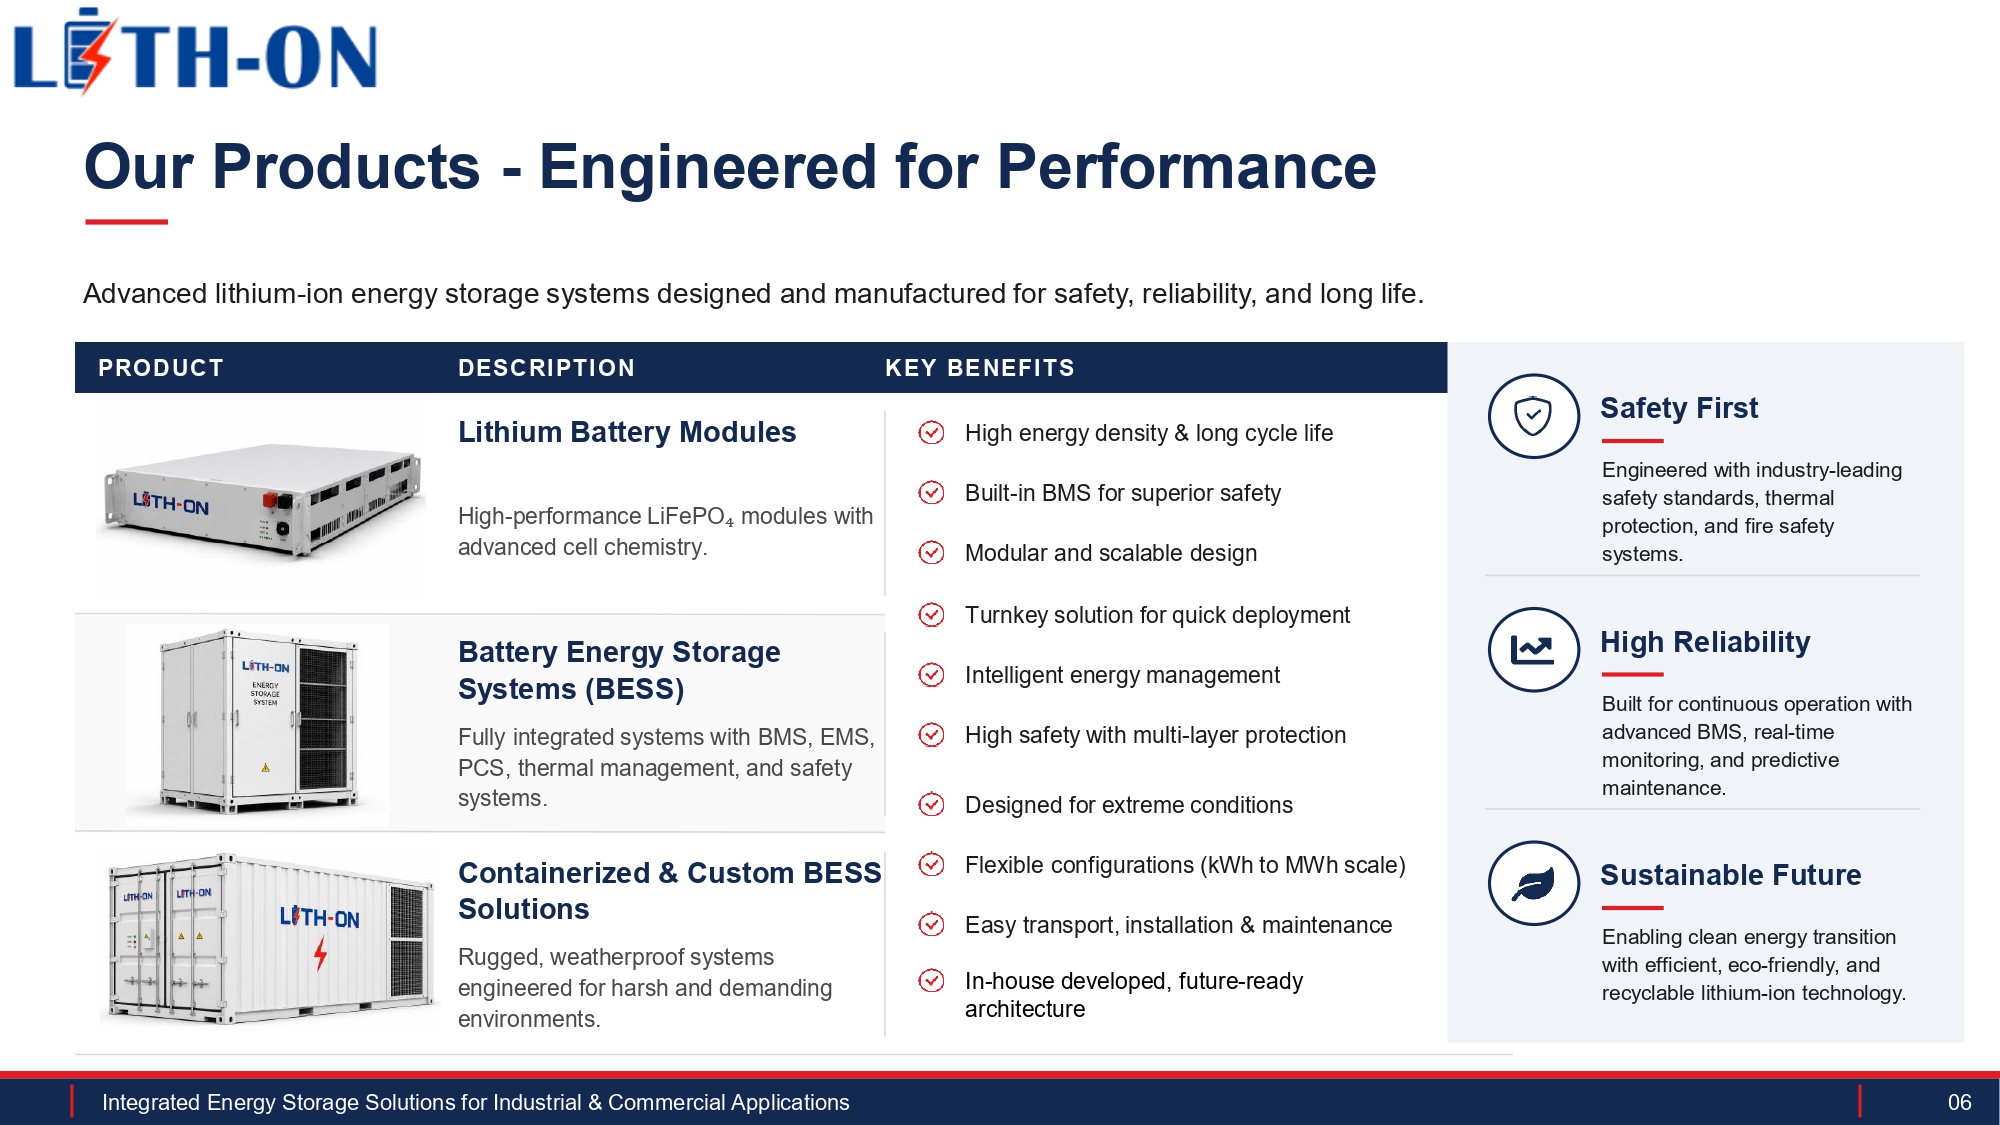 LITH-ON
Our Products - Engineered for Performance
Advanced lithium-ion energy storage systems designed and manufactured for safety, reliability, and long life.
PRODUCT
DESCRIPTION
KEY BENEFITS
LITH-ON
Lithium Battery Modules
High-performance LiFePO₄ modules with
advanced cell chemistry.
LITH-ON
ENERGY
STORAGE
SYSTEM
Battery Energy Storage
Systems (BESS)
Fully integrated systems with BMS, EMS,
PCS, thermal management, and safety
systems.
LITH-ON
LITH-ON
LITH-ON
Containerized & Custom BESS
Solutions
Rugged, weatherproof systems
engineered for harsh and demanding
environments.
High energy density & long cycle life
Built-in BMS for superior safety
Modular and scalable design
Turnkey solution for quick deployment
Intelligent energy management
High safety with multi-layer protection
Designed for extreme conditions
Flexible configurations (kWh to MWh scale)
Easy transport, installation & maintenance
In-house developed, future-ready
architecture
Safety First
Engineered with industry-leading
safety standards, thermal
protection, and fire safety
systems.
High Reliability
Built for continuous operation with
advanced BMS, real-time
monitoring, and predictive
maintenance.
Sustainable Future
Enabling clean energy transition
with efficient, eco-friendly, and
recyclable lithium-ion technology.
Integrated Energy Storage Solutions for Industrial & Commercial Applications
06